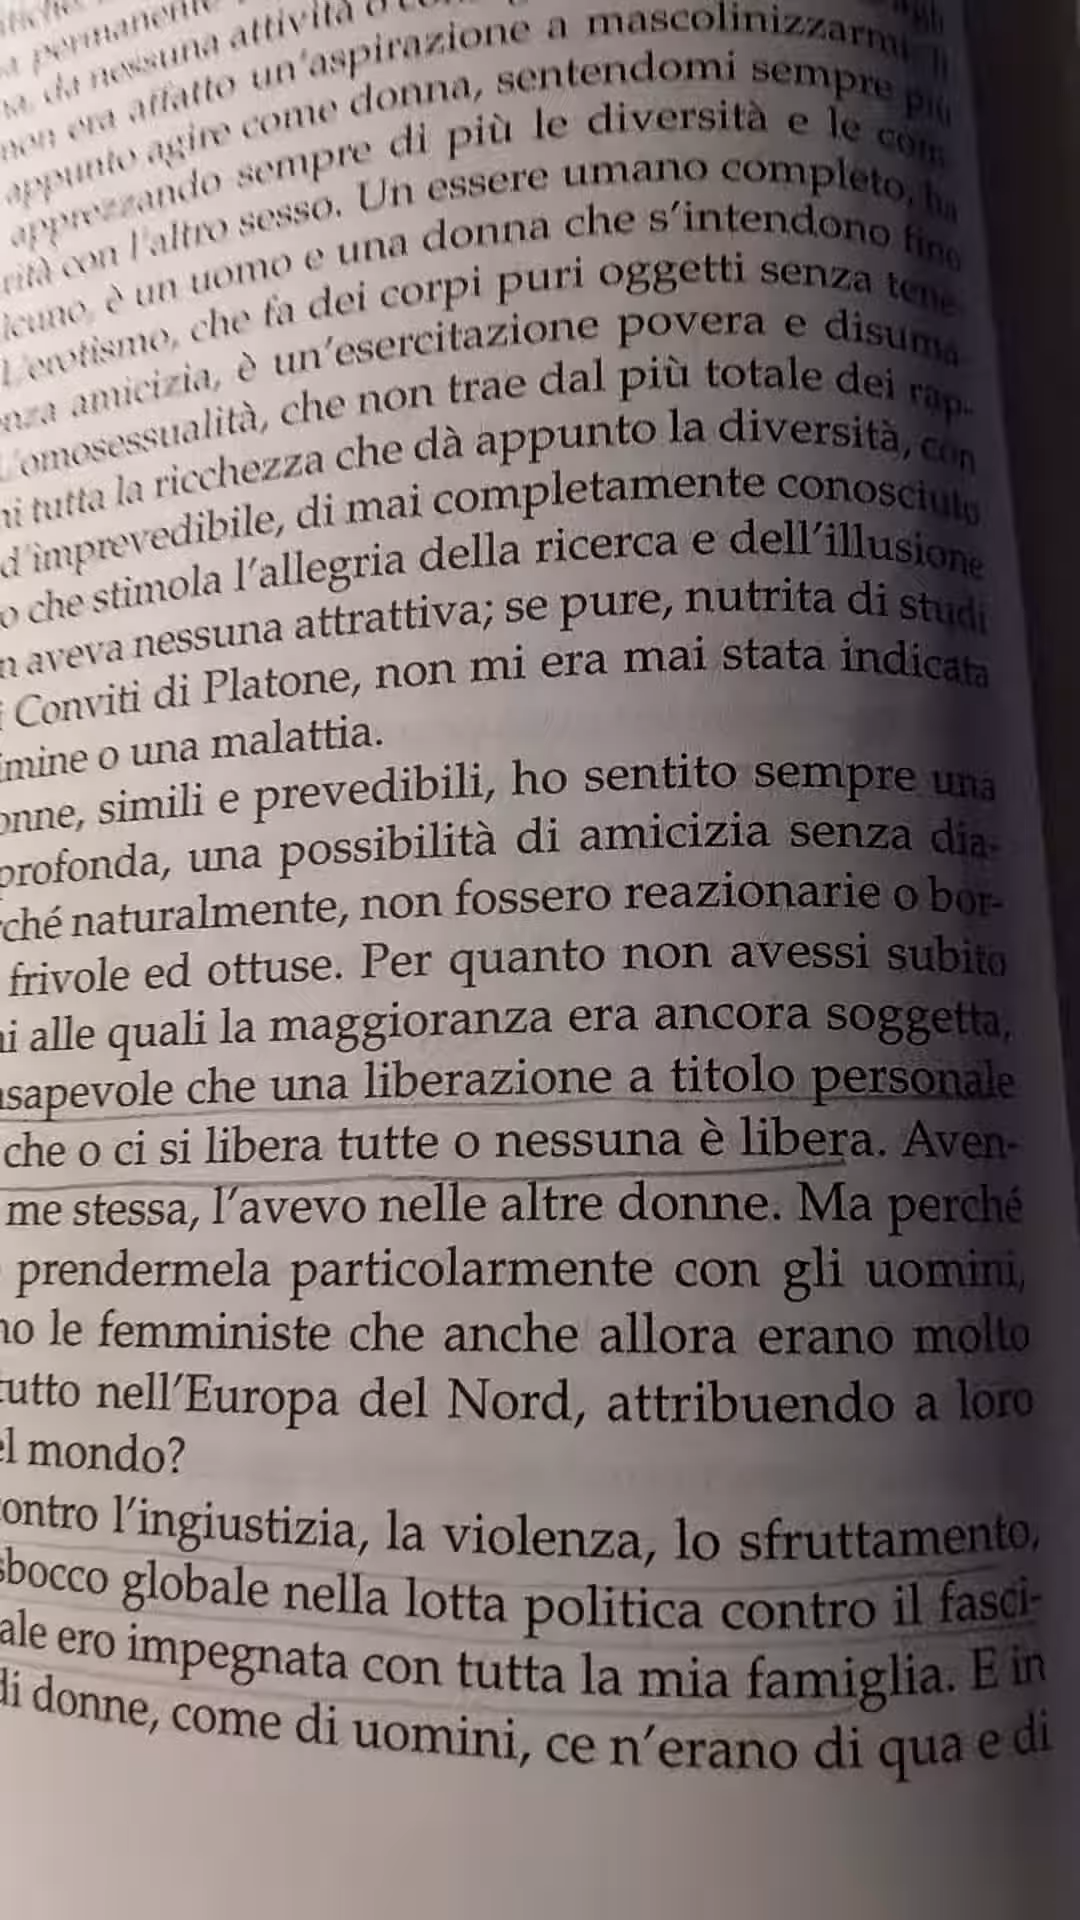 permanente
da nessuna attività o
non era affatto un'aspirazione a mascolinizzarmi
appunto agire come donna, sentendomi sempre più
apprezzando sempre di più le diversità e le com
rità con l'altro sesso. Un essere umano completo, ha
è un uomo e una donna che s'intendono fino
L'erotismo, che fa dei corpi puri oggetti senza tene-
nza amicizia, è un'esercitazione povera e disuma-
L'omosessualità, che non trae dal più totale dei rap-
ni tutta la ricchezza che dà appunto la diversità, con
d'imprevedibile, di mai completamente conosciuto
o che stimola l'allegria della ricerca e dell'illusione
n aveva nessuna attrattiva; se pure, nutrita di studi
i Conviti di Platone, non mi era mai stata indicata
imine o una malattia.
onne, simili e prevedibili, ho sentito sempre una
profonda, una possibilità di amicizia senza dia-
ché naturalmente, non fossero reazionarie o bor-
frivole ed ottuse. Per quanto non avessi subito
ni alle quali la maggioranza era ancora soggetta,
sapevole che una liberazione a titolo personale
che o ci si libera tutte o nessuna è libera. Aven-
me stessa, l'avevo nelle altre donne. Ma perché
prendermela particolarmente con gli uomini,
no le femministe che anche allora erano molto
tutto nell'Europa del Nord, attribuendo a loro
el mondo?
ontro l'ingiustizia, la violenza, lo sfruttamento,
sbocco globale nella lotta politica contro il fasci-
ale ero impegnata con tutta la mia famiglia. E in
di donne, come di uomini, ce n'erano di qua e di